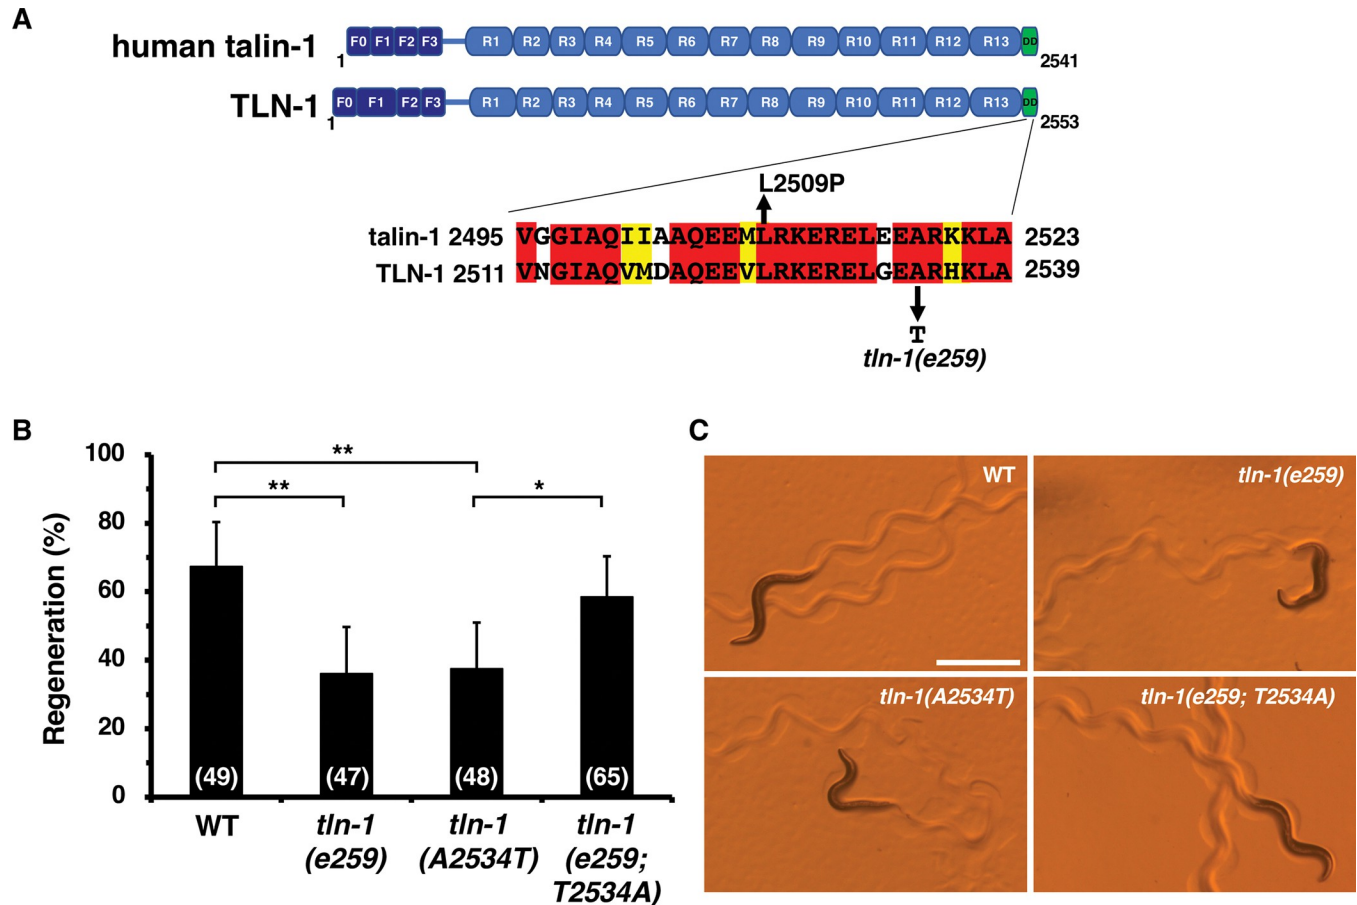 A
human talin-1
1
F0 F1 F2 F3 R1 R2 R3 R4 R5 R6 R7 R8 R9 R10 R11 R12 R13 DD
2541
TLN-1
1
F0 F1 F2 F3 R1 R2 R3 R4 R5 R6 R7 R8 R9 R10 R11 R12 R13 DD
2553
L2509P
talin-1 2495 VGGIAQIIAAQEEMLRKERELEEARKKLA 2523
TLN-1 2511 VNGIAQVMDAQEEVLRKERELGEARHKLA 2539
T
tln-1(e259)
B
Regeneration (%)
100
80
60
40
20
0
**
**
*
(49) (47) (48) (65)
WT
tln-1
(e259)
tln-1
(A2534T)
tln-1
(e259;
T2534A)
C
WT
tln-1(e259)
tln-1(A2534T)
tln-1(e259; T2534A)